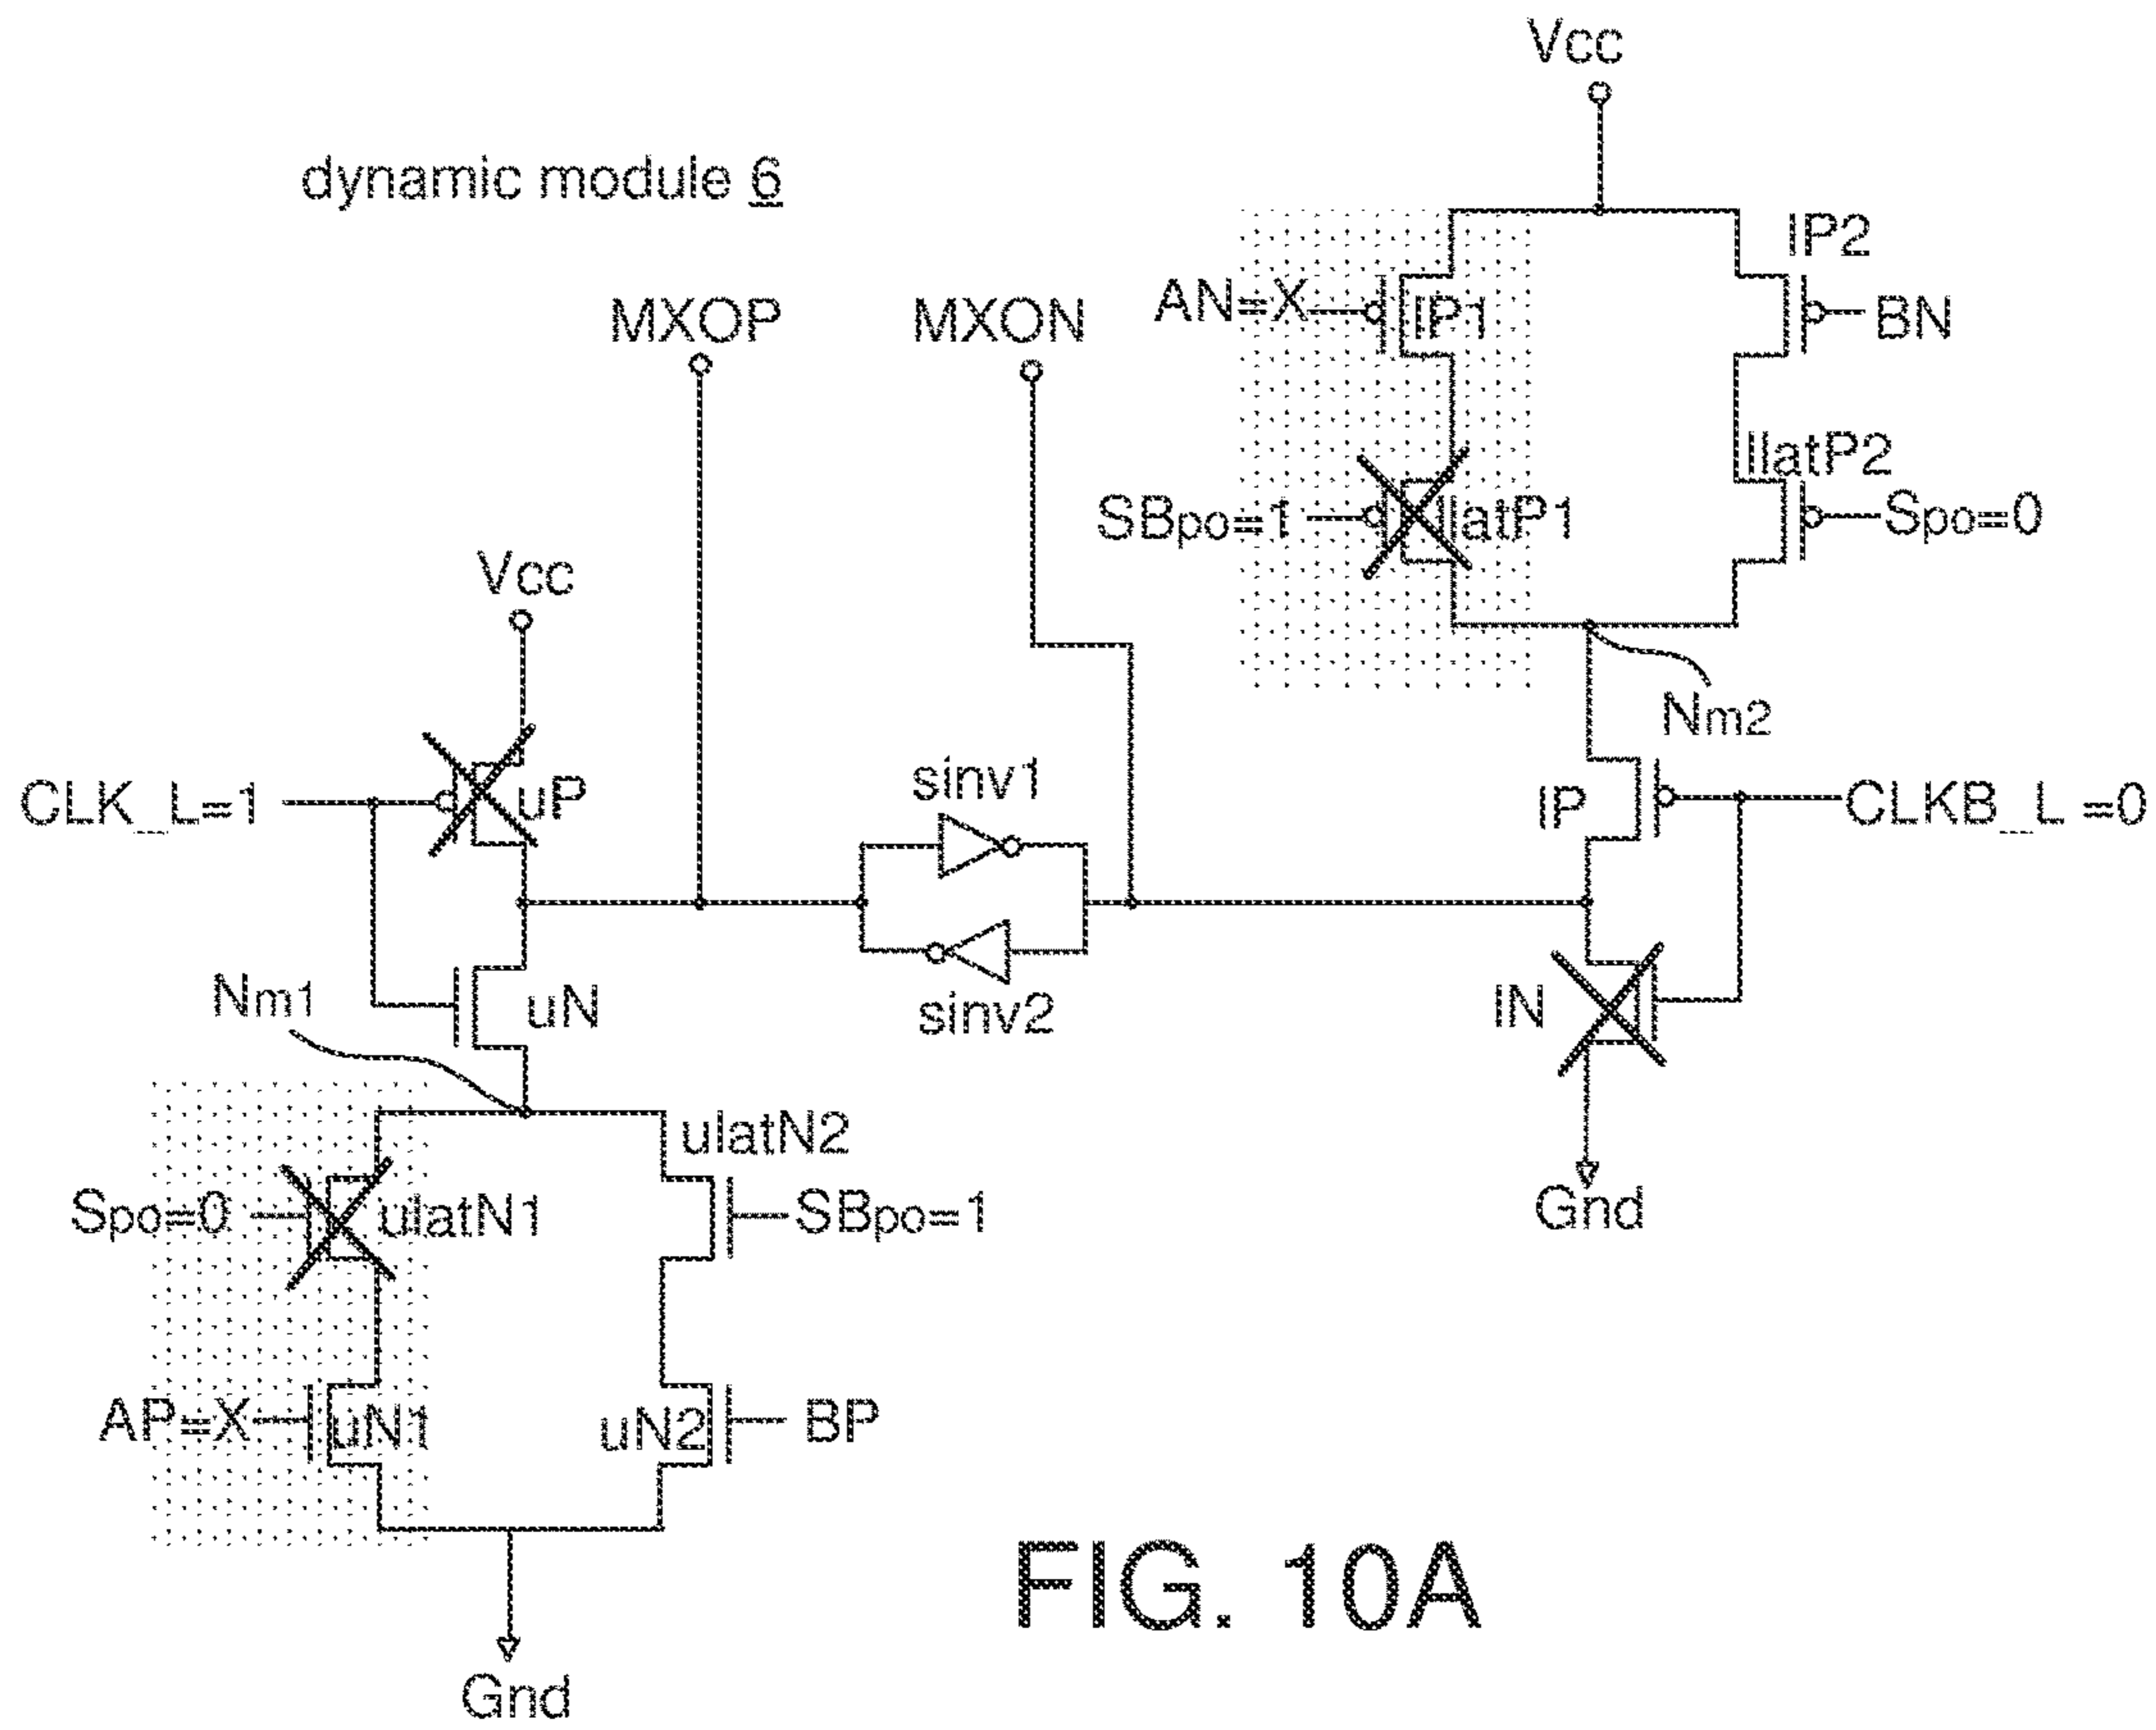 Vcc
dynamic module 6
IP2
AN=X
IP1
BN
MXOP
MXON
IlatP2
SBpo=1
latP1
Spo=0
Vcc
Nm2
CLK_L=1
uP
sinv1
IP
CLKB_L =0
Nm1
uN
sinv2
IN
ulatN2
Spo=0
ulatN1
SBpo=1
Gnd
AP=X
uN1
uN2
BP
FIG. 10A
Gnd